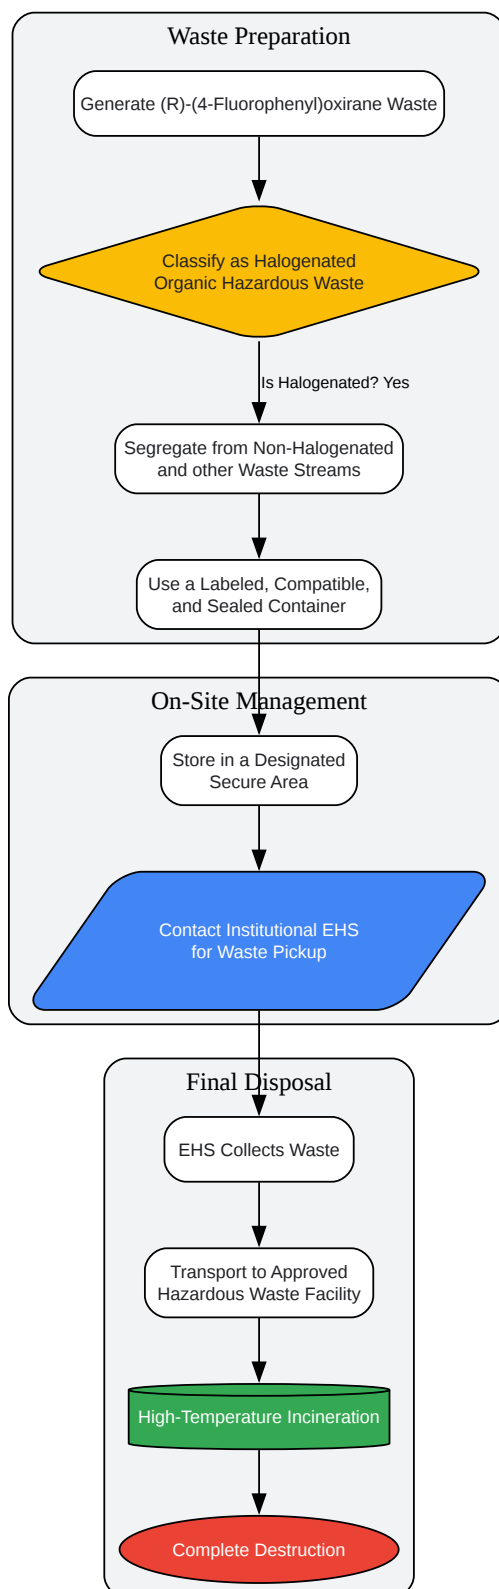 Waste Preparation
Generate (R)-(4-Fluorophenyl)oxirane Waste
Classify as Halogenated
Organic Hazardous Waste
Is Halogenated? Yes
Segregate from Non-Halogenated
and other Waste Streams
Use a Labeled, Compatible,
and Sealed Container
On-Site Management
Store in a Designated
Secure Area
Contact Institutional EHS
for Waste Pickup
Final Disposal
EHS Collects Waste
Transport to Approved
Hazardous Waste Facility
High-Temperature Incineration
Complete Destruction